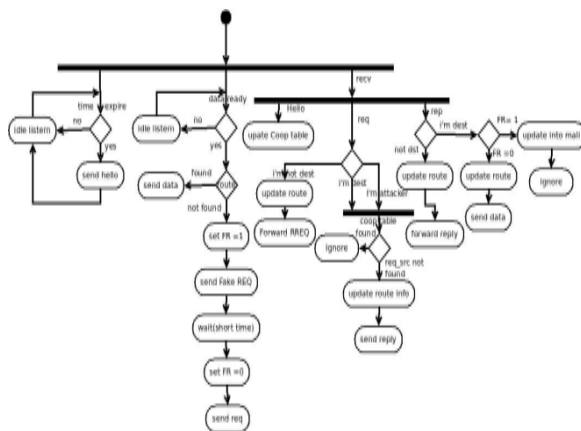 recv
time expire
data ready
Hello
rep
req
i'm dest
FR= 1
idle listern
no
idle listern
no
upate Coop table
update into mali
yes
yes
not dst
FR =0
send hello
found
route
send data
i'm not dest
i'm dest
i'm attacker
update route
update route
update route
ignore
not found
set FR =1
Forward RREQ
coop table
found
forward reply
send data
ignore
req_src not
found
send Fake REQ
update route info
wait(short time)
send reply
set FR =0
send req